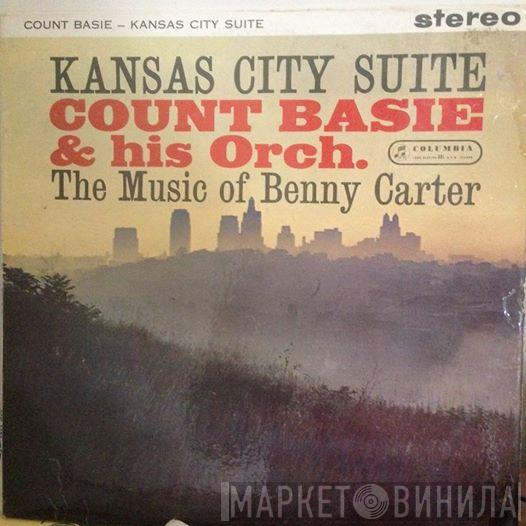 COUNT BASIE – KANSAS CITY SUITE
stereo
KANSAS CITY SUITE
COUNT BASIE
& his Orch.
COLUMBIA
The Music of Benny Carter
МАРКЕТ ВИНИЛА